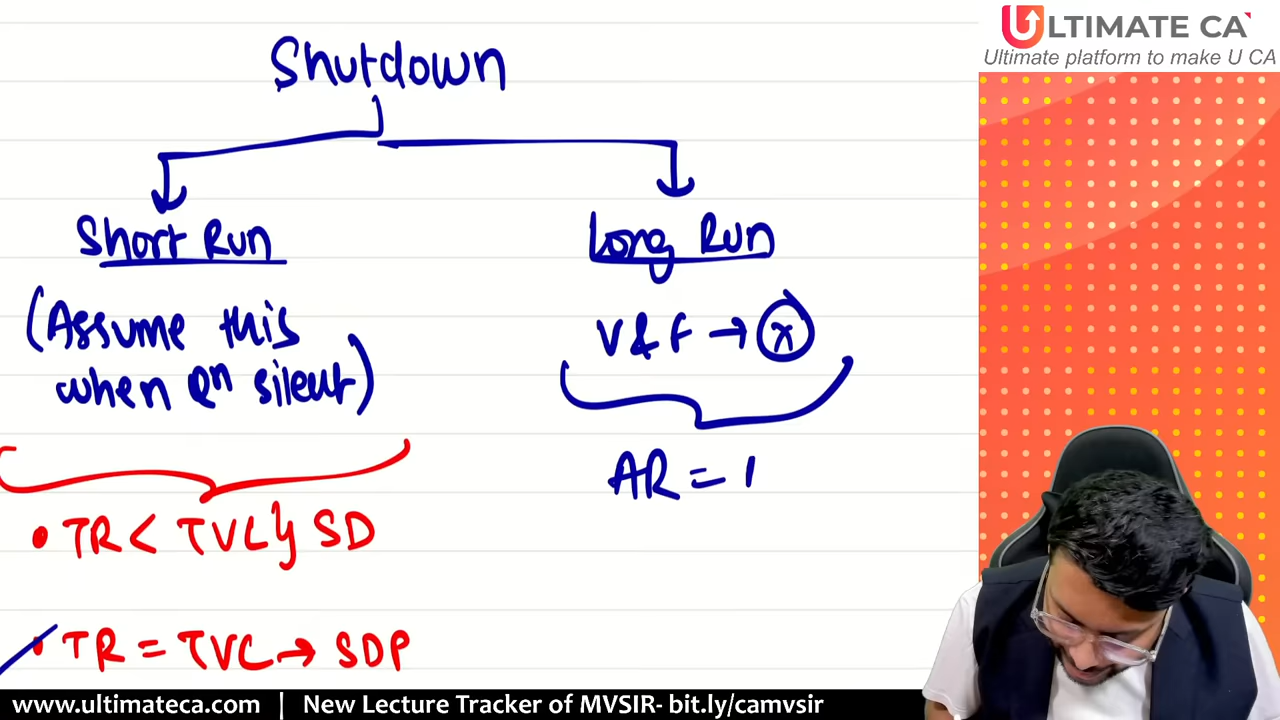 ULTIMATE CA
Ultimate platform to make U CA
Shutdown
Short Run
(Assume this
when Qn silent)
• TR < TVC } SD
• TR = TVC → SDP
Long Run
V & F → x
AR = 1
www.ultimateca.com | New Lecture Tracker of MVSIR- bit.ly/camvsir